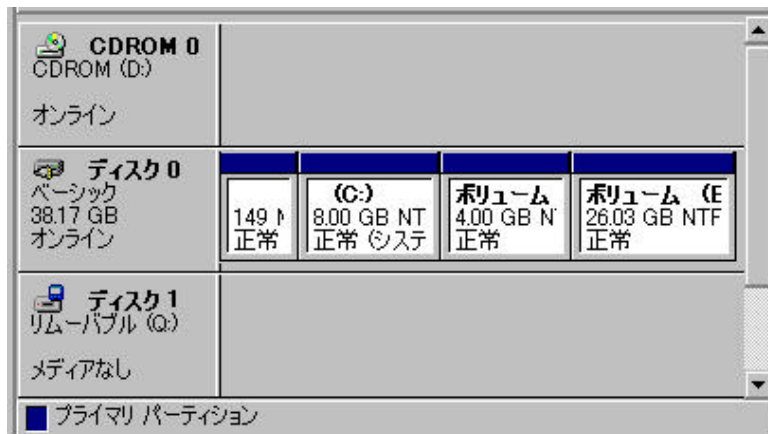 CDROM 0
CDROM (D:)
オンライン
ディスク 0
ベーシック
38.17 GB
オンライン
149 M
正常
(C:)
8.00 GB NT
正常 (システ
ボリューム
4.00 GB N
正常
ボリューム (E
26.03 GB NTF
正常
ディスク 1
リムーバブル (Q:)
メディアなし
プライマリ パーティション